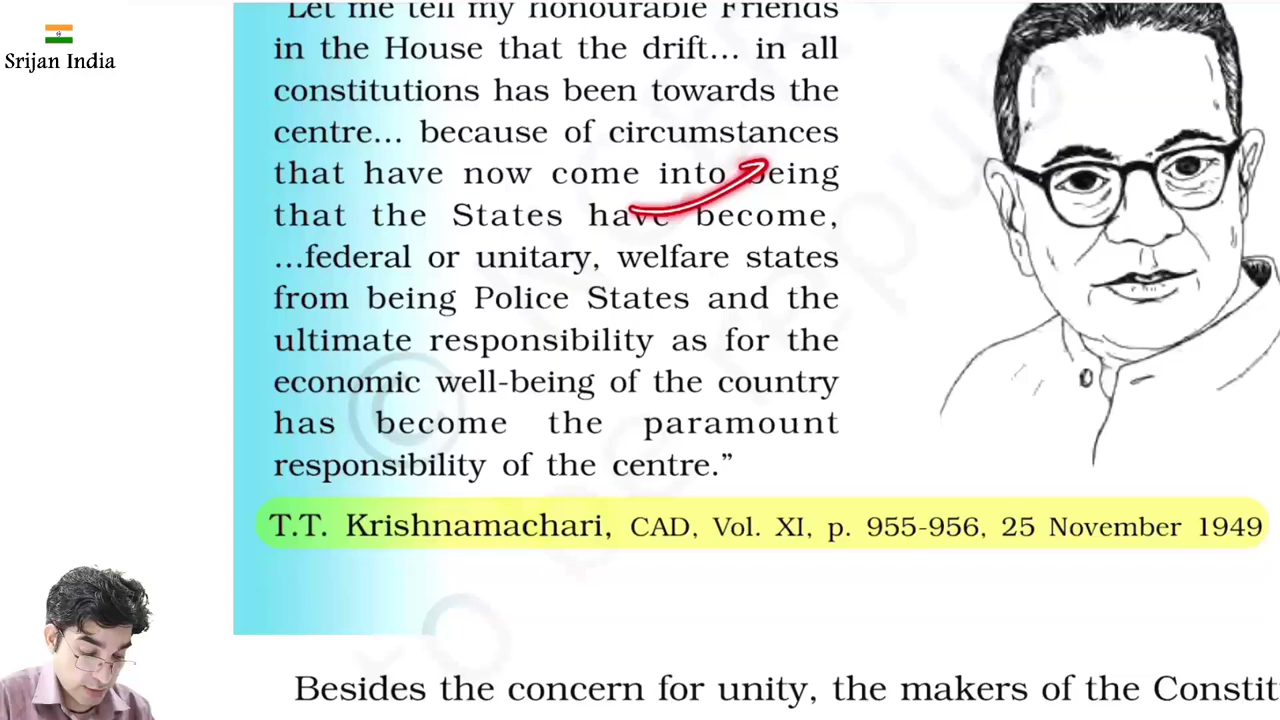 Srijan India
"Let me tell my honourable Friends
in the House that the drift... in all
constitutions has been towards the
centre... because of circumstances
that have now come into being
that the States have become,
...federal or unitary, welfare states
from being Police States and the
ultimate responsibility as for the
economic well-being of the country
has become the paramount
responsibility of the centre."
T.T. Krishnamachari, CAD, Vol. XI, p. 955-956, 25 November 1949
Besides the concern for unity, the makers of the Constit